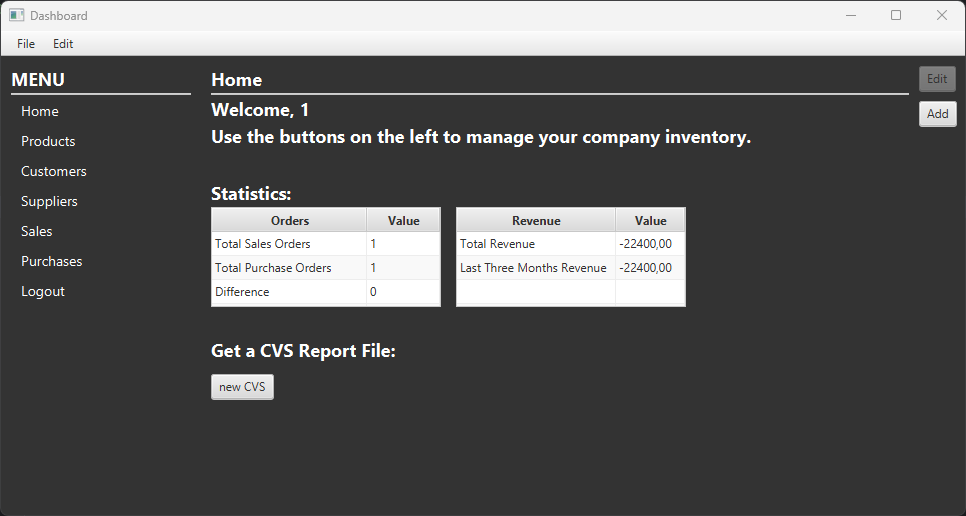 Dashboard
File Edit
MENU
Home
Products
Customers
Suppliers
Sales
Purchases
Logout
Home
Edit
Add
Welcome, 1
Use the buttons on the left to manage your company inventory.
Statistics:
Orders Value
Total Sales Orders 1
Total Purchase Orders 1
Difference 0
Revenue Value
Total Revenue -22400,00
Last Three Months Revenue -22400,00
Get a CVS Report File:
new CVS